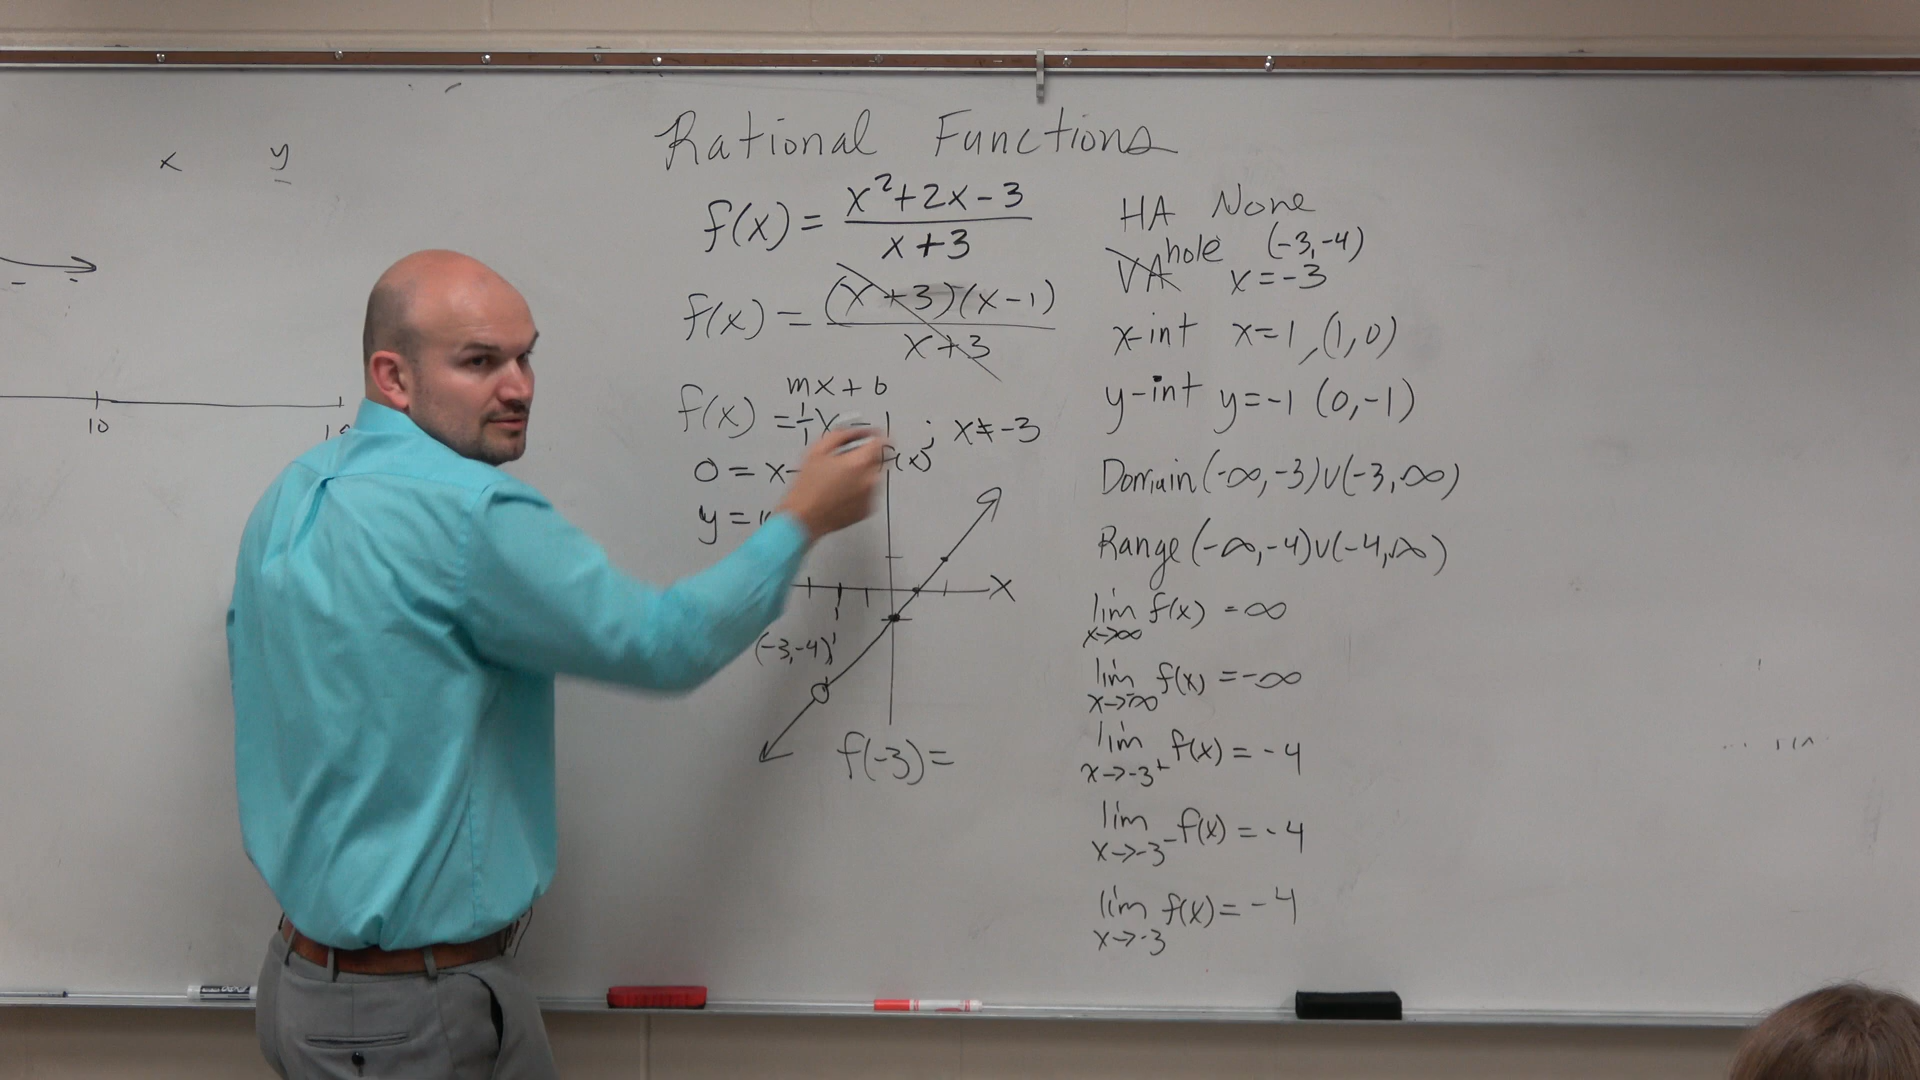 x y
10
Rational Functions
f(x) = x²+2x-3 / x+3
f(x) = (x+3)(x-1) / x+3
mx+b
f(x) = 1/1 x - 1 ; x≠-3
0 = x-
y =
f(x)
x
(-3,-4)
f(-3)=
HA None
VA hole (-3,-4)
x=-3
x-int x=1, (1,0)
y-int y=-1 (0,-1)
Domain (-∞,-3)∪(-3,∞)
Range (-∞,-4)∪(-4,∞)
lim f(x) = ∞
x→∞
lim f(x) = -∞
x→-∞
lim f(x) = -4
x→-3⁺
lim f(x) = -4
x→-3⁻
lim f(x) = -4
x→-3